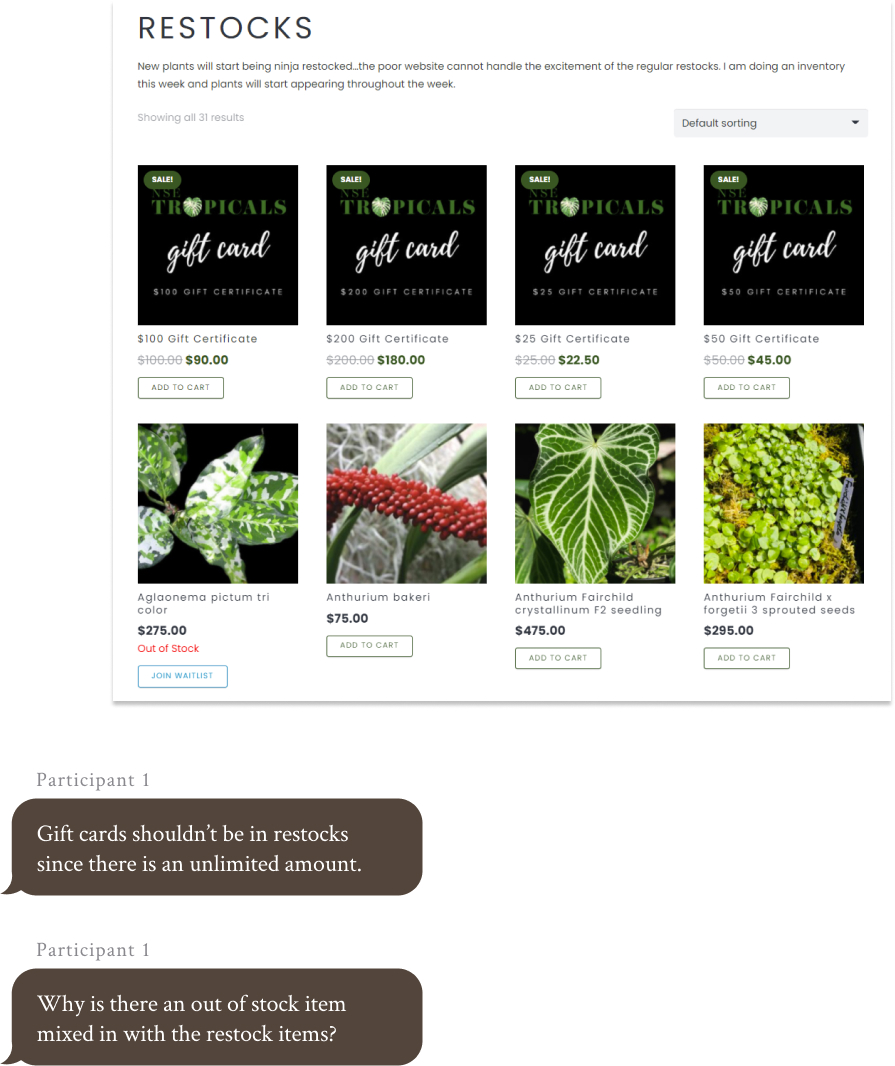 RESTOCKS
New plants will start being ninja restocked...the poor website cannot handle the excitement of the regular restocks. I am doing an inventory
this week and plants will start appearing throughout the week.
Showing all 31 results
Default sorting
SALE!
NSE
TROPICALS
gift card
$100 GIFT CERTIFICATE
SALE!
NSE
TROPICALS
gift card
$200 GIFT CERTIFICATE
SALE!
NSE
TROPICALS
gift card
$25 GIFT CERTIFICATE
SALE!
NSE
TROPICALS
gift card
$50 GIFT CERTIFICATE
$100 Gift Certificate
$100.00 $90.00
ADD TO CART
$200 Gift Certificate
$200.00 $180.00
ADD TO CART
$25 Gift Certificate
$25.00 $22.50
ADD TO CART
$50 Gift Certificate
$50.00 $45.00
ADD TO CART
Aglaonema pictum tri
color
$275.00
Out of Stock
JOIN WAITLIST
Anthurium bakeri
$75.00
ADD TO CART
Anthurium Fairchild
crystallinum F2 seedling
$475.00
ADD TO CART
Anthurium Fairchild x
forgetii 3 sprouted seeds
$295.00
ADD TO CART
Participant 1
Gift cards shouldn't be in restocks
since there is an unlimited amount.
Participant 1
Why is there an out of stock item
mixed in with the restock items?